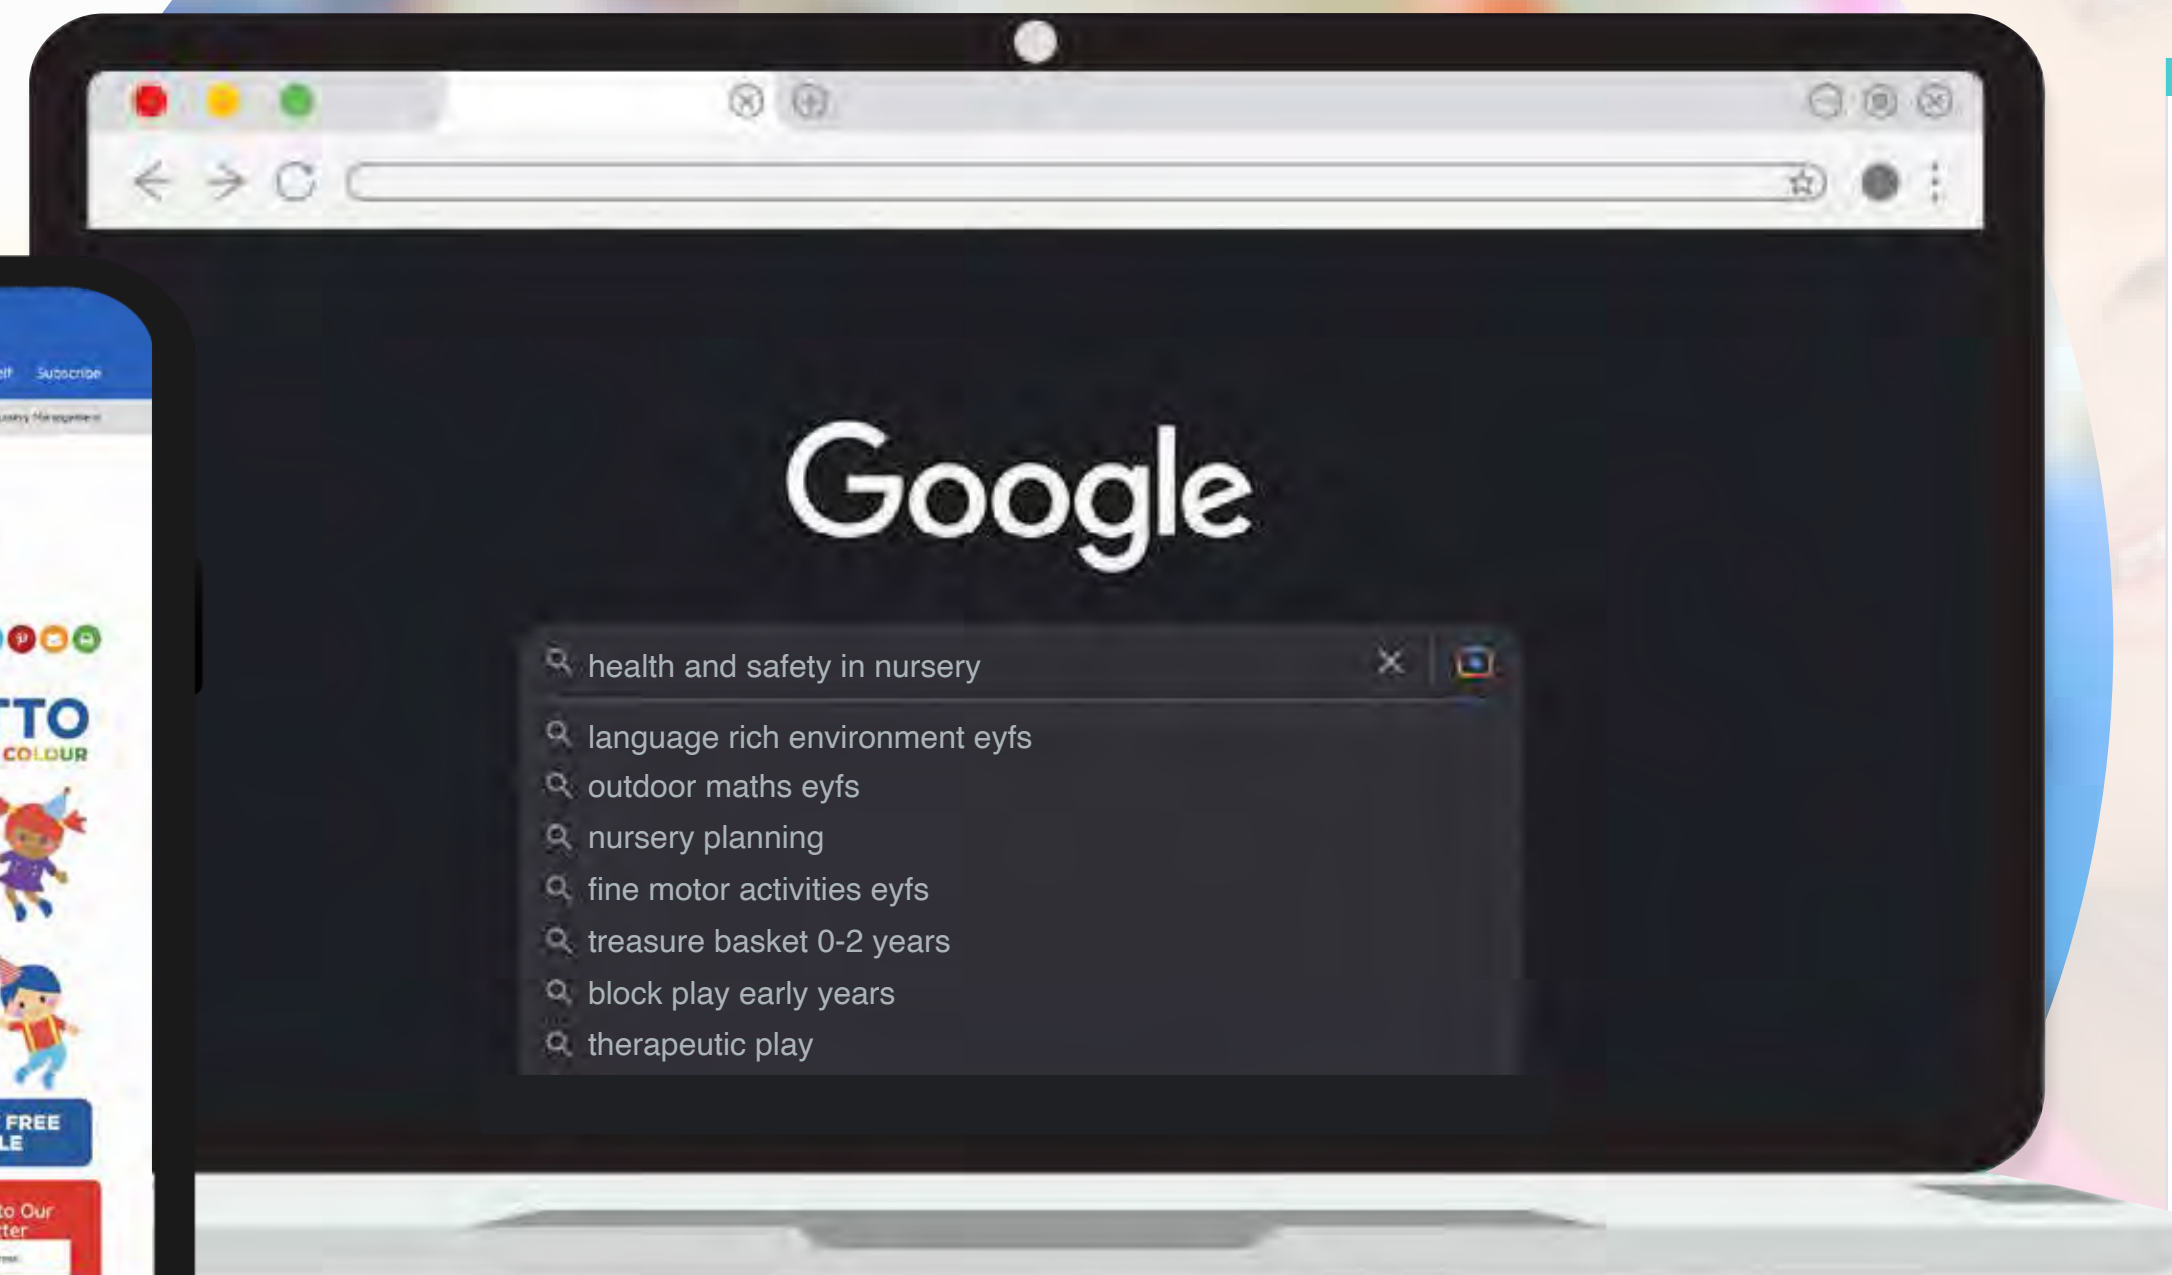 Subscribe
TTO
COLOUR
FREE
LE
to Our
tter
Google
health and safety in nursery
language rich environment eyfs
outdoor maths eyfs
nursery planning
fine motor activities eyfs
treasure basket 0-2 years
block play early years
therapeutic play